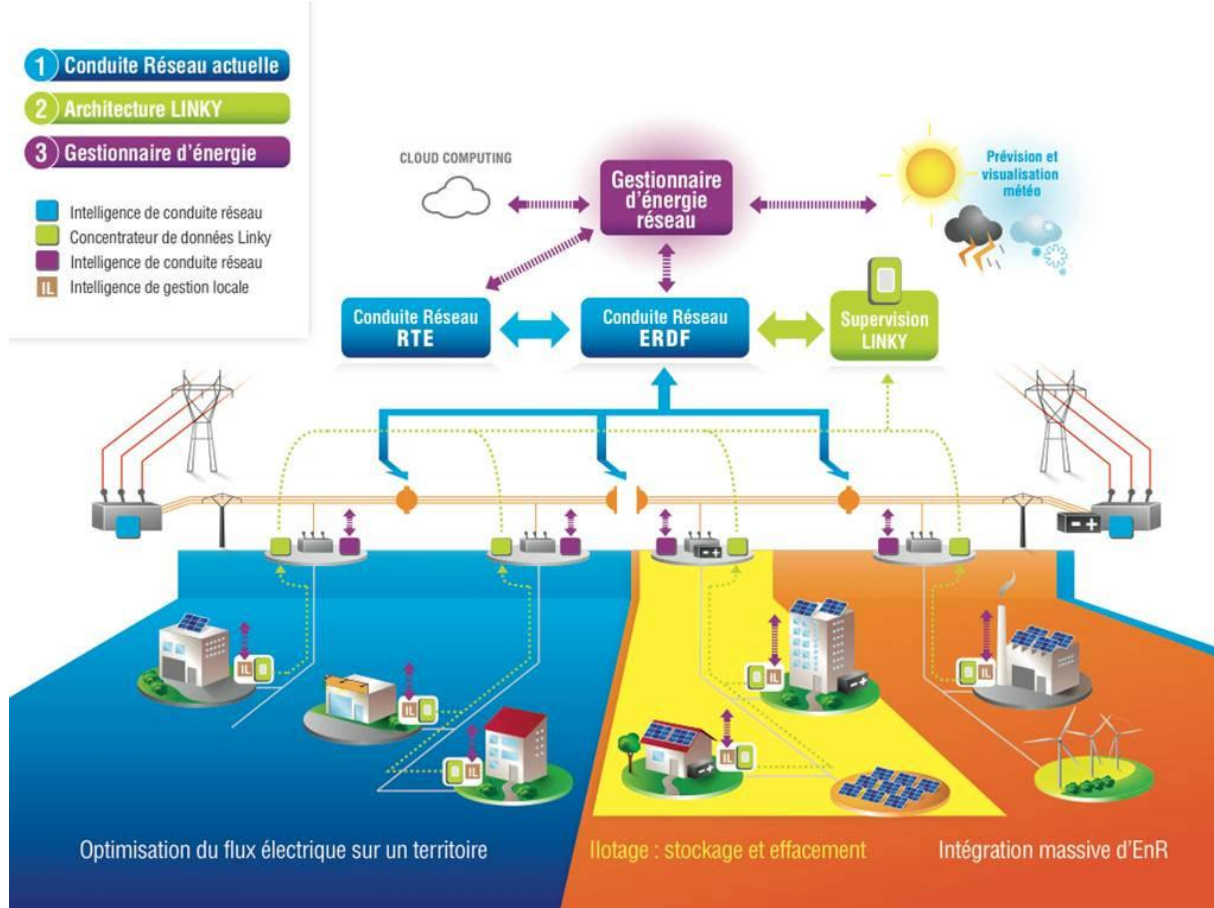 1 Conduite Réseau actuelle
2 Architecture LINKY
3 Gestionnaire d'énergie
Intelligence de conduite réseau
Concentrateur de données Linky
Intelligence de conduite réseau
IL Intelligence de gestion locale
CLOUD COMPUTING
Gestionnaire
d'énergie
réseau
Prévision et
visualisation
météo
Conduite Réseau
RTE
Conduite Réseau
ERDF
Supervision
LINKY
- +
- +
IL
IL
IL
IL
- +
IL
- +
IL
Optimisation du flux électrique sur un territoire
Ilotage : stockage et effacement
Intégration massive d'EnR